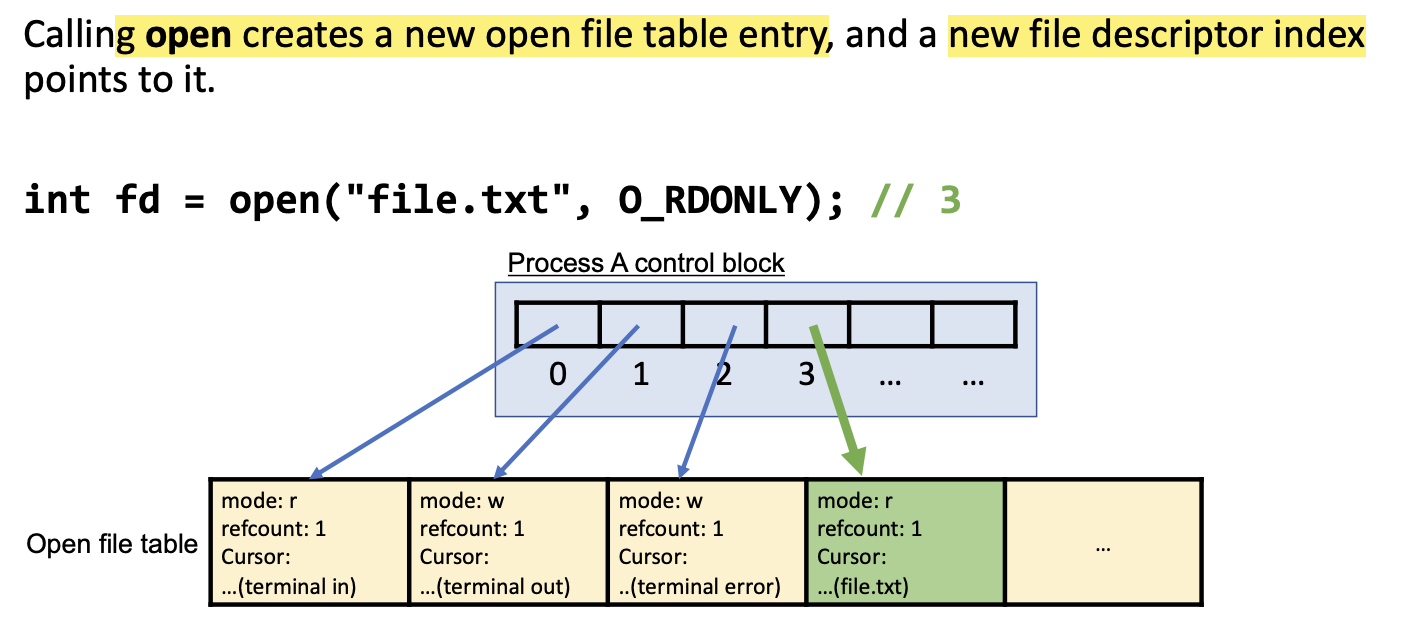 Calling open creates a new open file table entry, and a new file descriptor index
points to it.
int fd = open("file.txt", O_RDONLY); // 3
Process A control block
0 1 2 3 ... ...
Open file table
mode: r
refcount: 1
Cursor:
...(terminal in)
mode: w
refcount: 1
Cursor:
...(terminal out)
mode: w
refcount: 1
Cursor:
..(terminal error)
mode: r
refcount: 1
Cursor:
...(file.txt)
...